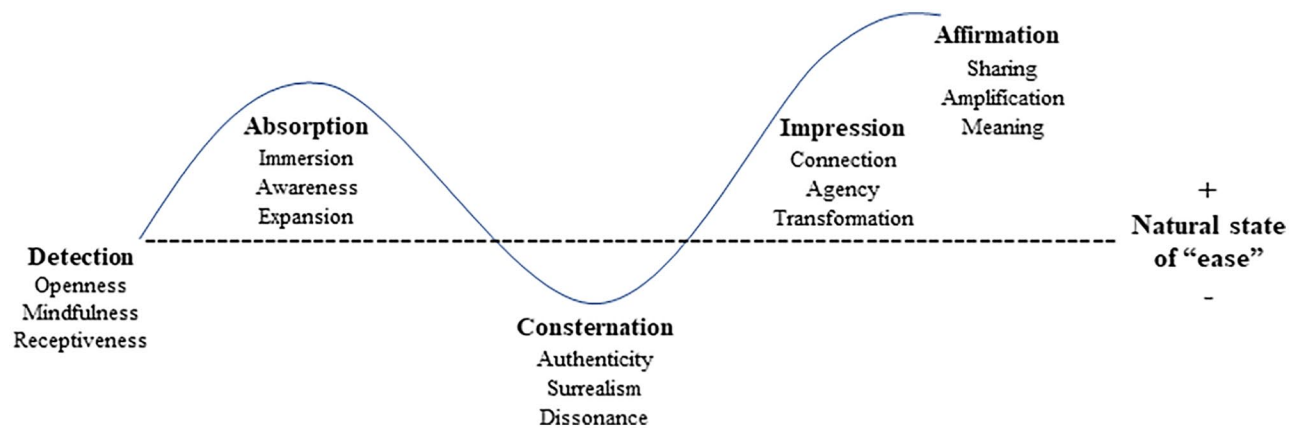 Detection
Openness
Mindfulness
Receptiveness
Absorption
Immersion
Awareness
Expansion
Consternation
Authenticity
Surrealism
Dissonance
Impression
Connection
Agency
Transformation
Affirmation
Sharing
Amplification
Meaning
+
Natural state
of “ease”
-